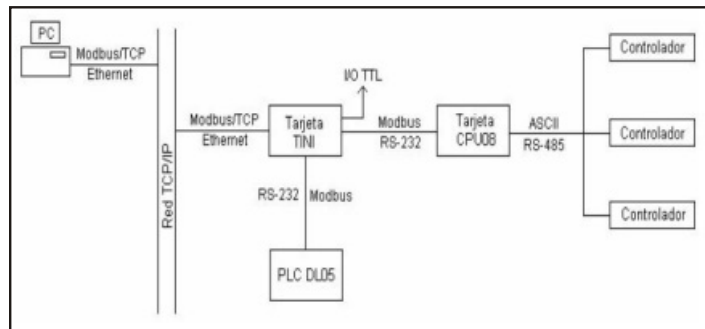 PC
Modbus/TCP
Ethernet
Red TCP/IP
Modbus/TCP
Ethernet
I/O TTL
Tarjeta
TINI
Modbus
RS-232
Tarjeta
CPU08
ASCII
RS-485
Controlador
Controlador
Controlador
RS-232
Modbus
PLC DL05